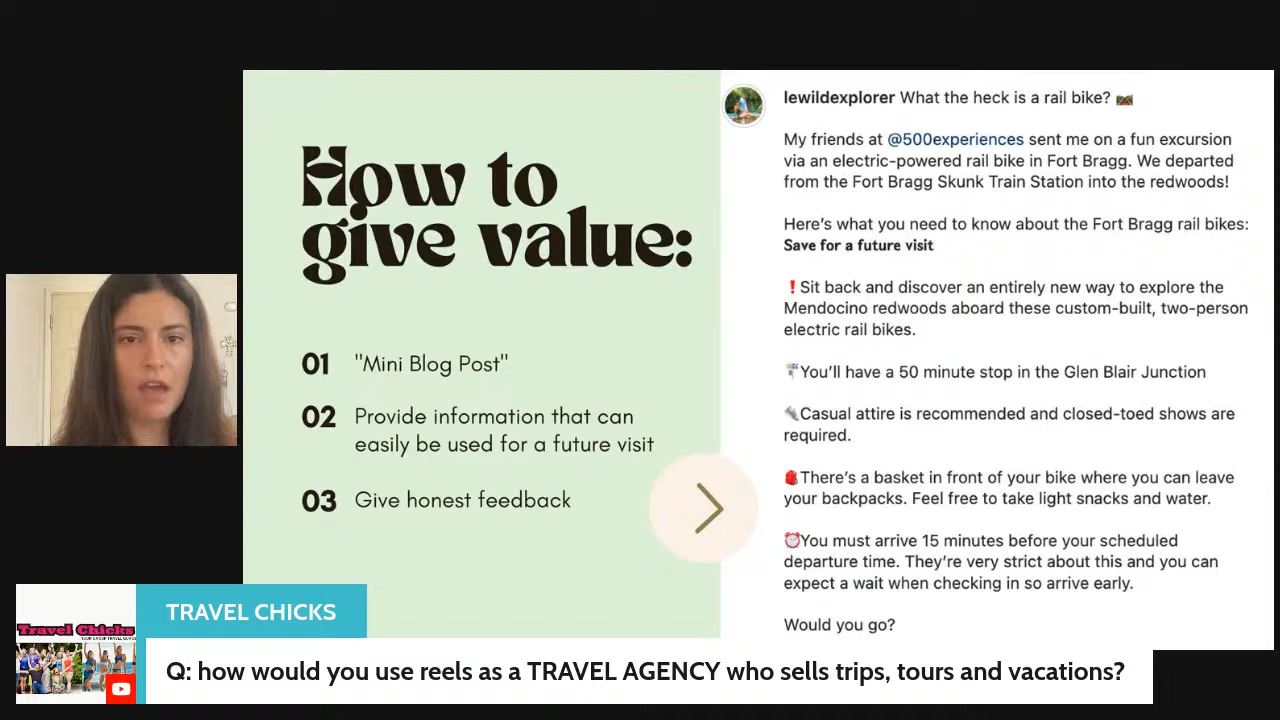 How to
give value:
01 "Mini Blog Post"
02 Provide information that can
easily be used for a future visit
03 Give honest feedback
lewildexplorer What the heck is a rail bike? 🛤️
My friends at @500experiences sent me on a fun excursion
via an electric-powered rail bike in Fort Bragg. We departed
from the Fort Bragg Skunk Train Station into the redwoods!
Here's what you need to know about the Fort Bragg rail bikes:
Save for a future visit
❗Sit back and discover an entirely new way to explore the
Mendocino redwoods aboard these custom-built, two-person
electric rail bikes.
🚏You'll have a 50 minute stop in the Glen Blair Junction
Casual attire is recommended and closed-toed shows are
required.
🎒There's a basket in front of your bike where you can leave
your backpacks. Feel free to take light snacks and water.
⏰You must arrive 15 minutes before your scheduled
departure time. They're very strict about this and you can
expect a wait when checking in so arrive early.
Would you go?
Travel Chicks
YOUR GROUP TRAVEL GURUS
TRAVEL CHICKS
Q: how would you use reels as a TRAVEL AGENCY who sells trips, tours and vacations?